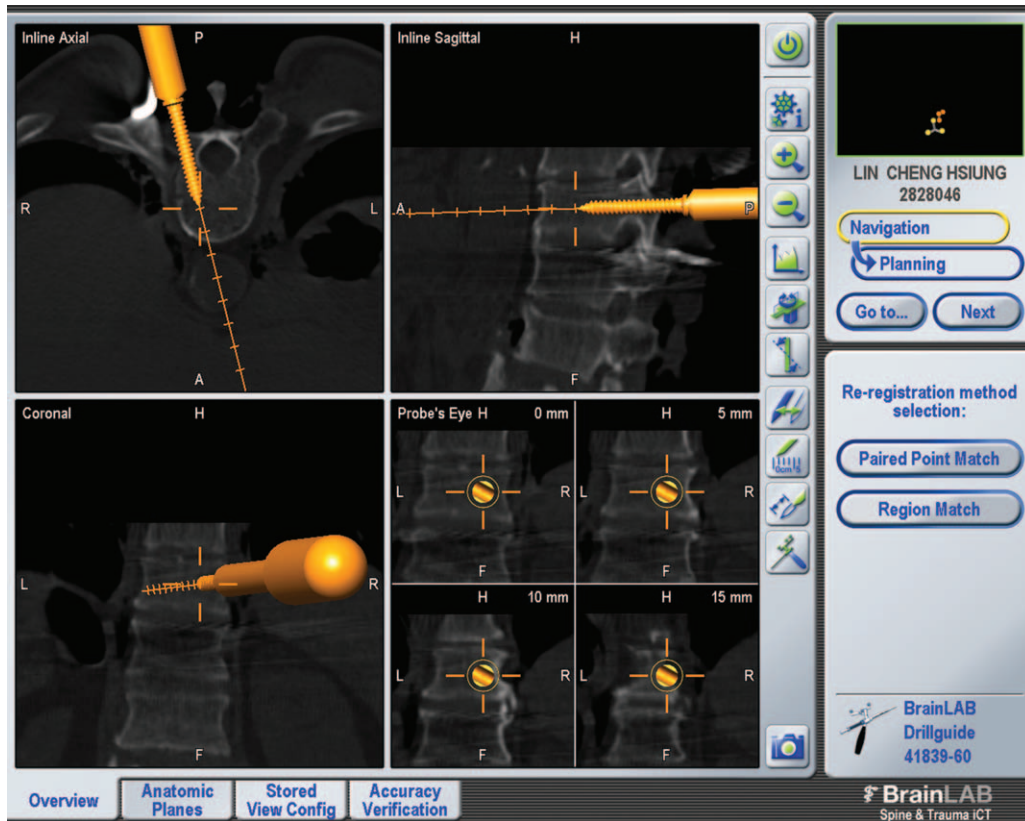 Inline Axial
P
R
L
A
Inline Sagittal
H
A
P
F
Coronal
H
L
R
F
Probe's Eye
H
0 mm
H
5 mm
L
R
L
R
F
F
H
10 mm
H
15 mm
L
R
L
R
F
F
i
10cm³
LIN CHENG HSIUNG
2828046
Navigation
Planning
Go to...
Next
Re-registration method
selection:
Paired Point Match
Region Match
BrainLAB
Drillguide
41839-60
Overview
Anatomic
Planes
Stored
View Config
Accuracy
Verification
BrainLAB
Spine & Trauma iCT